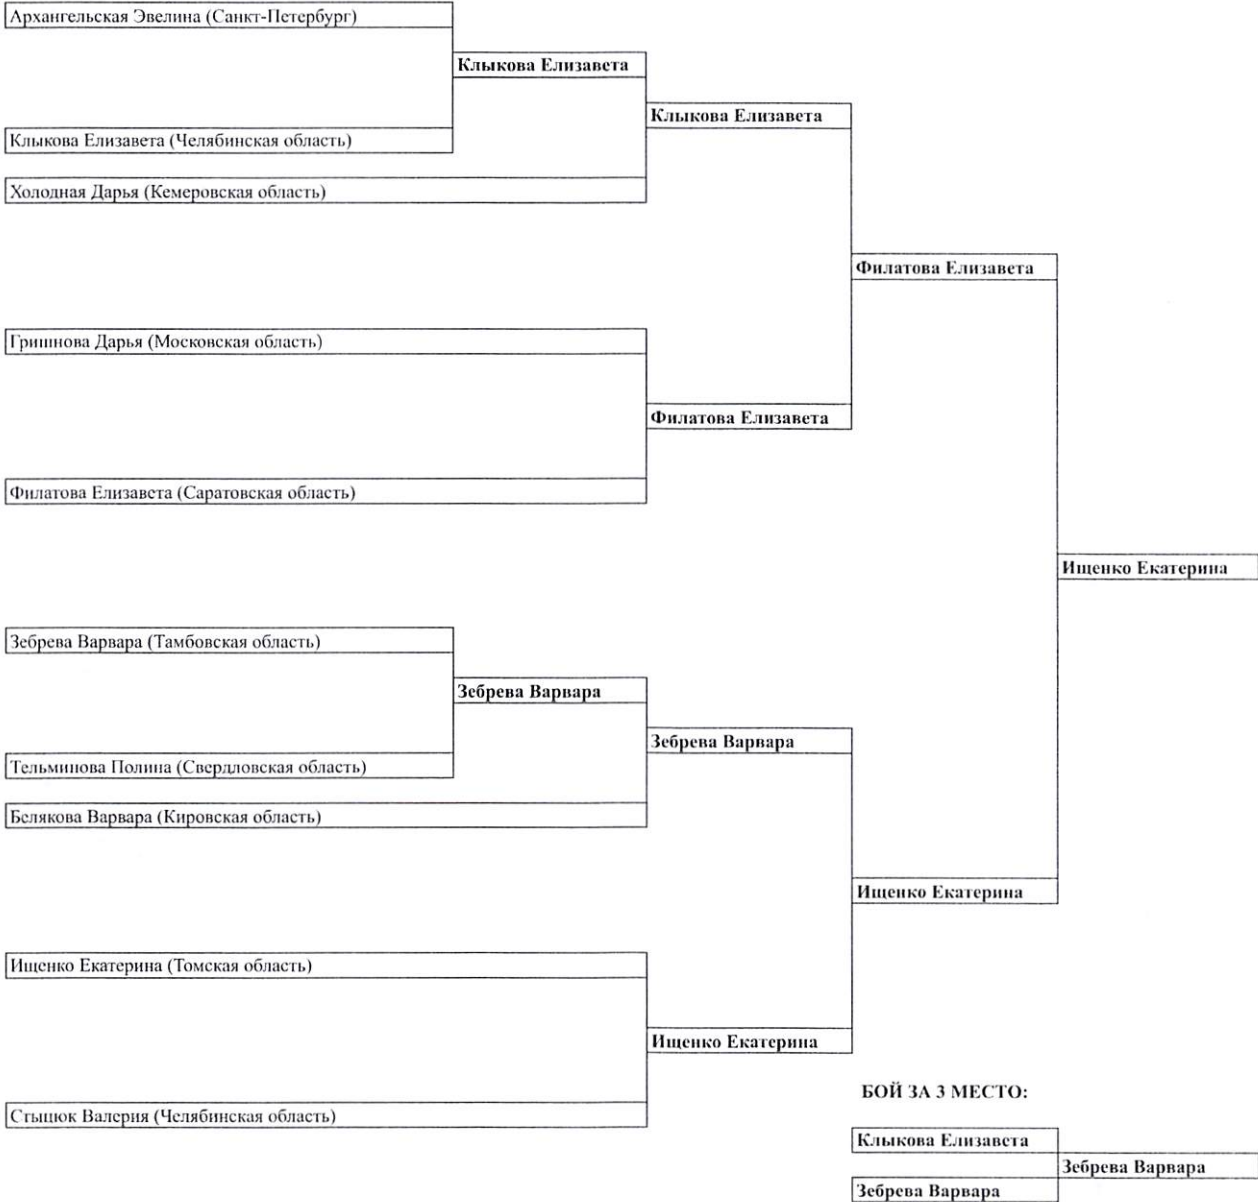 Архангельская Эвелина (Санкт-Петербург)
Клыкова Елизавета
Клыкова Елизавета
Клыкова Елизавета (Челябинская область)
Холодная Дарья (Кемеровская область)
Филатова Елизавета
Гришнова Дарья (Московская область)
Филатова Елизавета
Филатова Елизавета (Саратовская область)
Ищенко Екатерина
Зебрева Варвара (Тамбовская область)
Зебрева Варвара
Зебрева Варвара
Тельминова Полина (Свердловская область)
Белякова Варвара (Кировская область)
Ищенко Екатерина
Ищенко Екатерина (Томская область)
Ищенко Екатерина
БОЙ ЗА 3 МЕСТО:
Стыцюк Валерия (Челябинская область)
Клыкова Елизавета
Зебрева Варвара
Зебрева Варвара